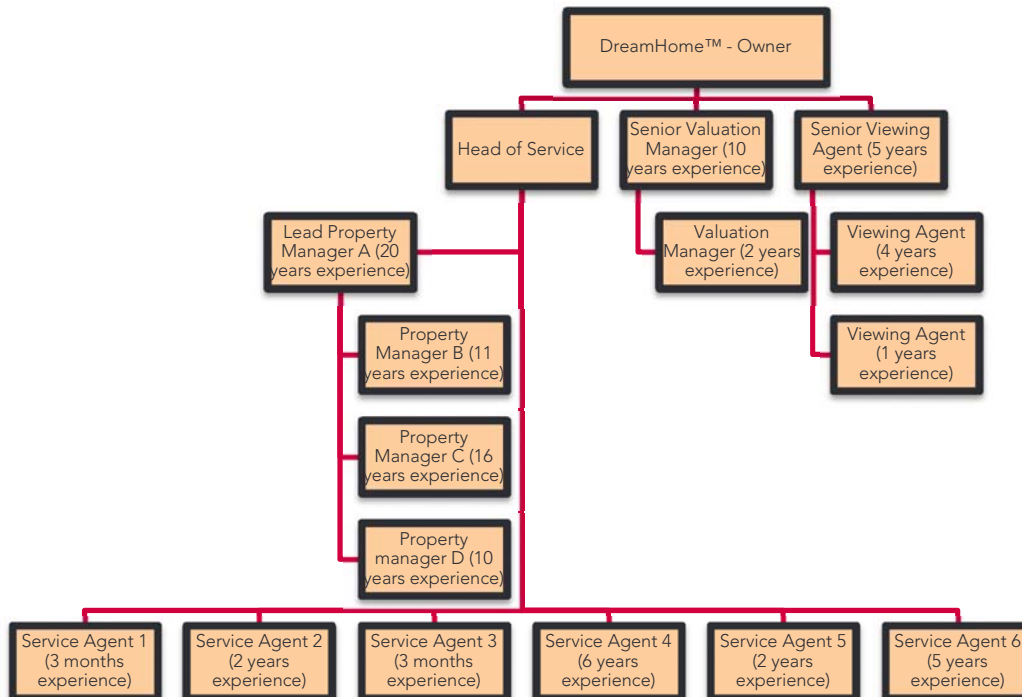 DreamHome™ - Owner
Head of Service
Senior Valuation
Manager (10
years experience)
Senior Viewing
Agent (5 years
experience)
Lead Property
Manager A (20
years experience)
Valuation
Manager (2 years
experience)
Viewing Agent
(4 years
experience)
Property
Manager B (11
years experience)
Viewing Agent
(1 years
experience)
Property
Manager C (16
years experience)
Property
manager D (10
years experience)
Service Agent 1
(3 months
experience)
Service Agent 2
(2 years
experience)
Service Agent 3
(3 months
experience)
Service Agent 4
(6 years
experience)
Service Agent 5
(2 years
experience)
Service Agent 6
(5 years
experience)